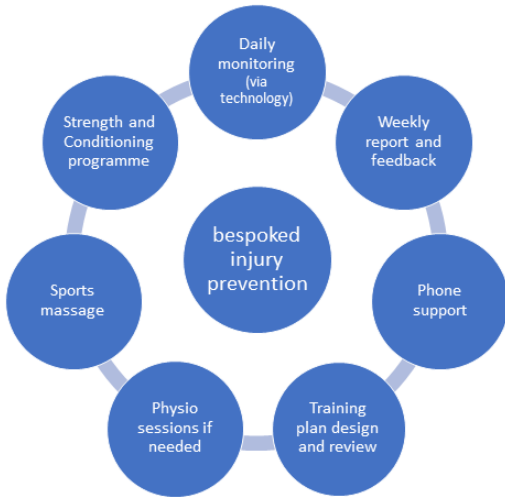 Daily
monitoring
(via
technology)
Weekly
report and
feedback
Phone
support
Training
plan design
and review
Physio
sessions if
needed
Sports
massage
Strength and
Conditioning
programme
bespoked
injury
prevention